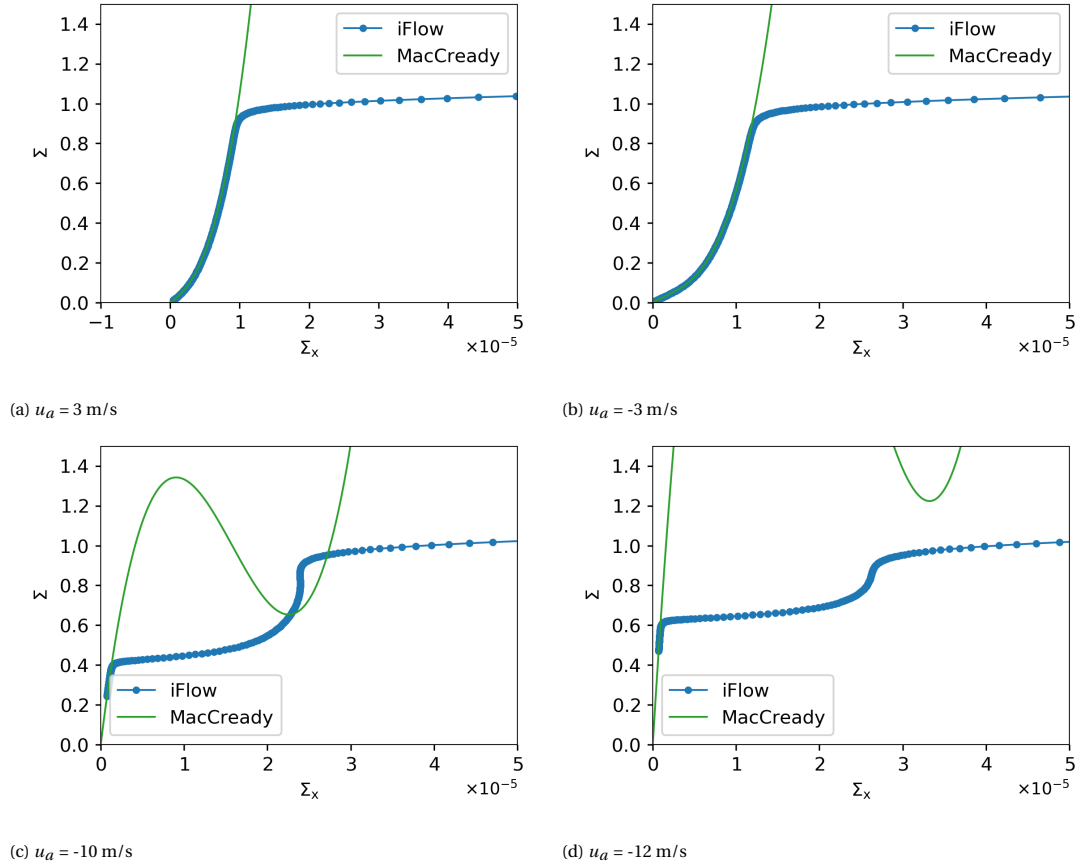 1.4
1.2
1.0
0.8
0.6
0.4
0.2
0.0
Σ
iFlow
MacCready
−1 0 1 2 3 4 5
Σx ×10−5
1.4
1.2
1.0
0.8
0.6
0.4
0.2
0.0
Σ
iFlow
MacCready
0 1 2 3 4 5
Σx ×10−5
(a) ua = 3 m/s
(b) ua = -3 m/s
1.4
1.2
1.0
0.8
0.6
0.4
0.2
0.0
Σ
iFlow
MacCready
0 1 2 3 4 5
Σx ×10−5
1.4
1.2
1.0
0.8
0.6
0.4
0.2
0.0
Σ
iFlow
MacCready
0 1 2 3 4 5
Σx ×10−5
(c) ua = -10 m/s
(d) ua = -12 m/s